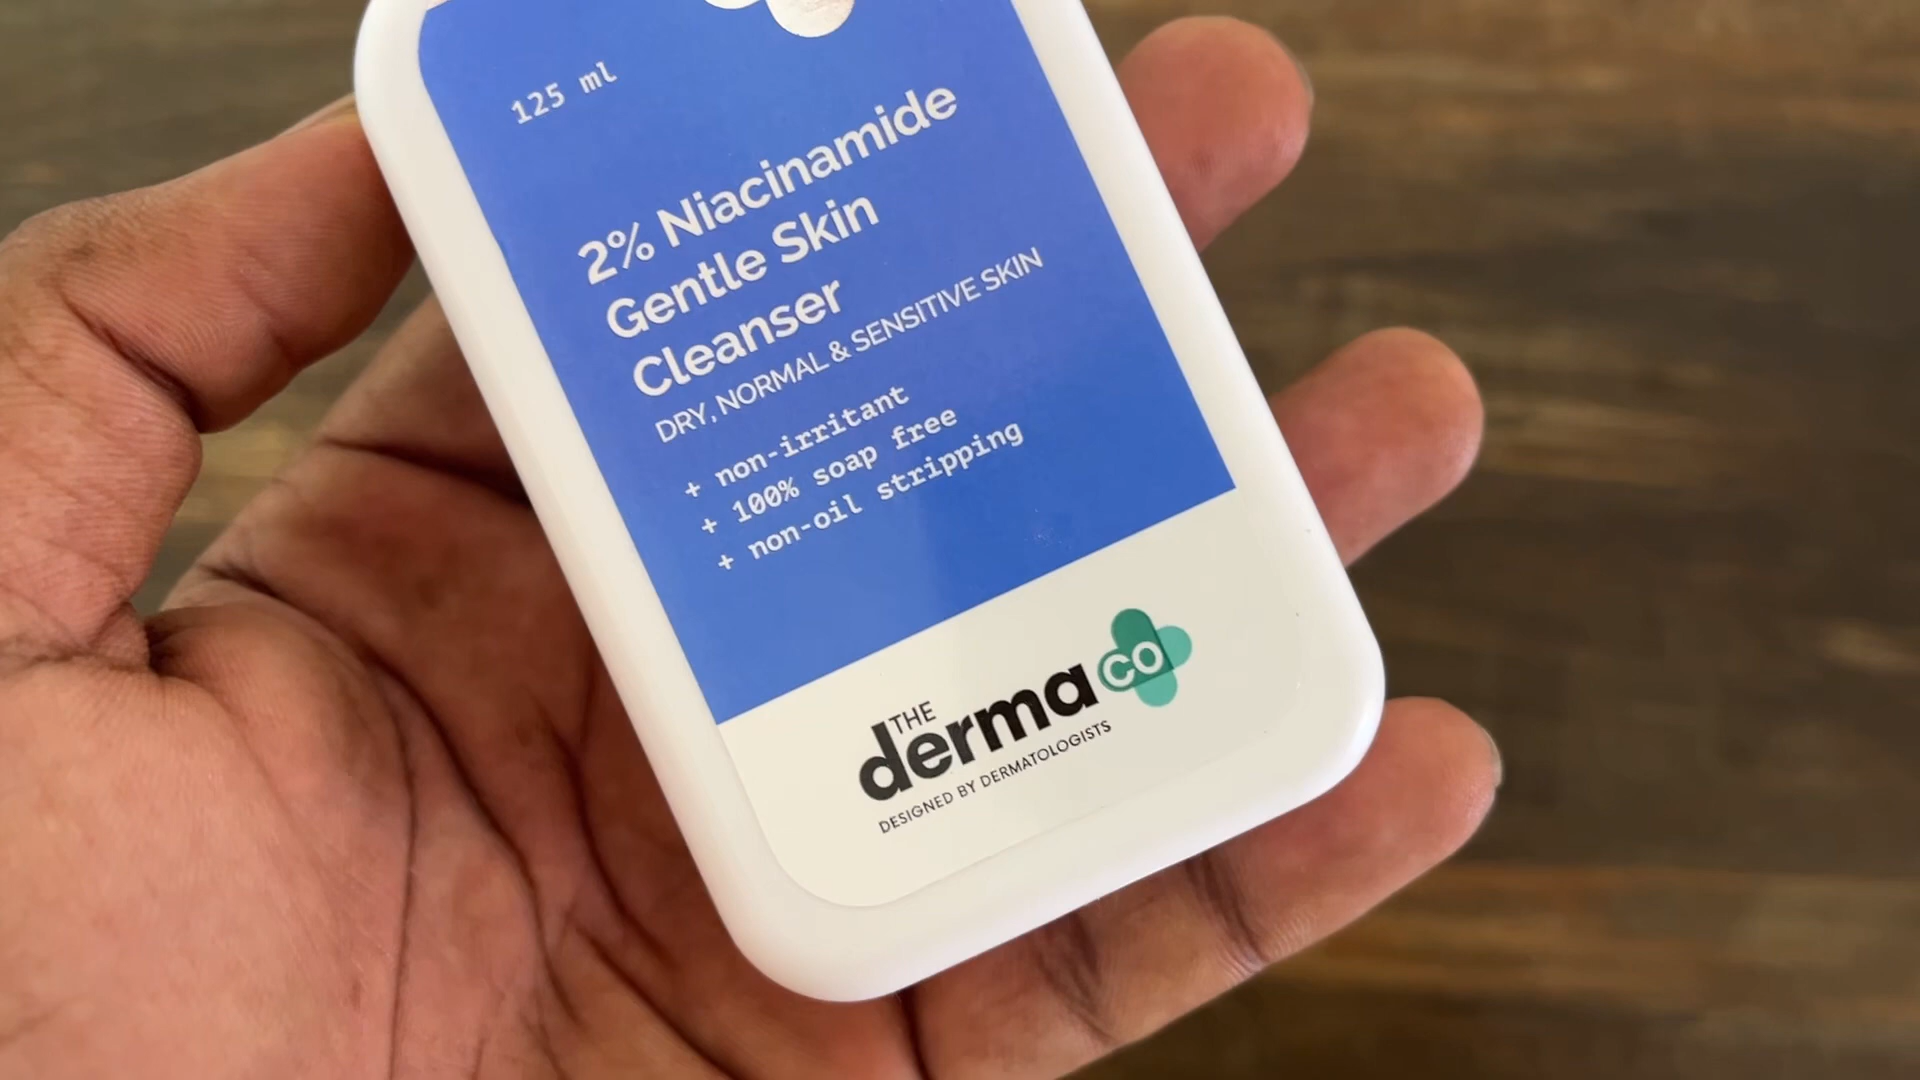 125 ml
2% Niacinamide
Gentle Skin
Cleanser
DRY, NORMAL & SENSITIVE SKIN
+ non-irritant
+ 100% soap free
+ non-oil stripping
THE
derma co
DESIGNED BY DERMATOLOGISTS